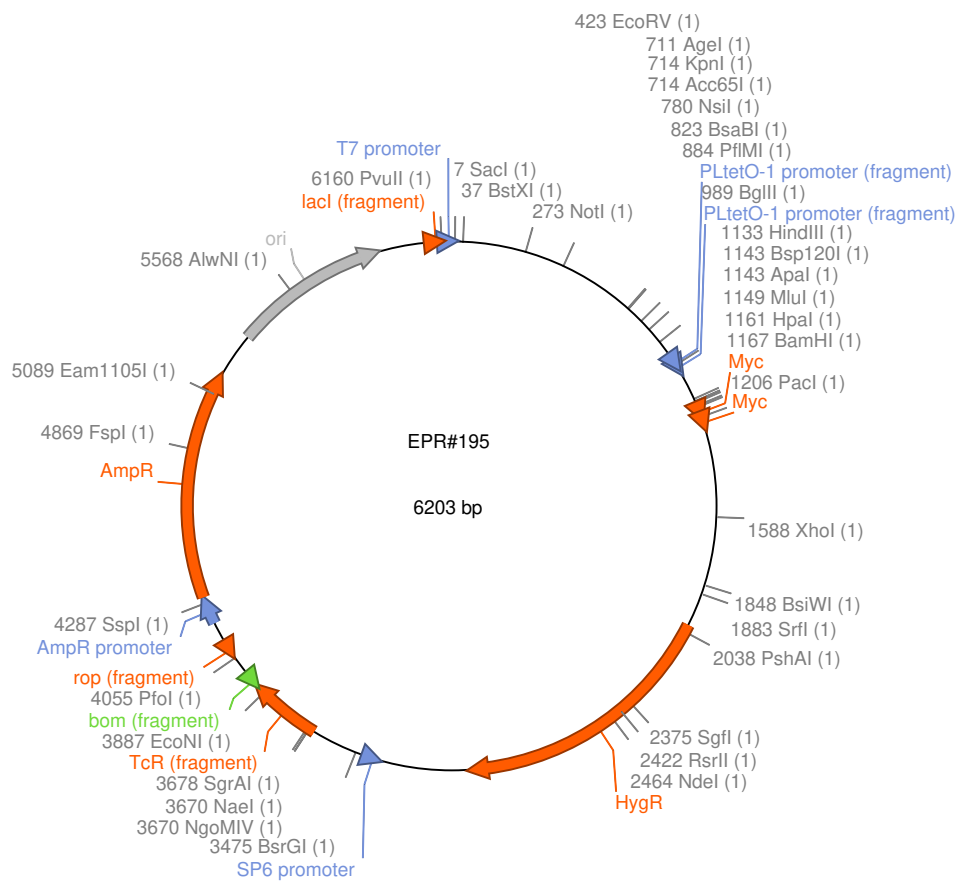 423 EcoRV (1)
711 AgeI (1)
714 KpnI (1)
714 Acc65I (1)
780 NsiI (1)
823 BsaBI (1)
884 PflMI (1)
PLtetO-1 promoter (fragment)
989 BglII (1)
PLtetO-1 promoter (fragment)
1133 HindIII (1)
1143 Bsp120I (1)
1143 ApaI (1)
1149 MluI (1)
1161 HpaI (1)
1167 BamHI (1)
Myc
1206 PacI (1)
Myc
1588 XhoI (1)
1848 BsiWI (1)
1883 SrfI (1)
2038 PshAI (1)
2375 SgfI (1)
2422 RsrII (1)
2464 NdeI (1)
HygR
SP6 promoter
3475 BsrGI (1)
3670 NgoMIV (1)
3670 NaeI (1)
3678 SgrAI (1)
TcR (fragment)
3887 EcoNI (1)
bom (fragment)
4055 PfoI (1)
rop (fragment)
AmpR promoter
4287 SspI (1)
AmpR
4869 FspI (1)
5089 Eam1105I (1)
5568 AlwNI (1)
ori
lacI (fragment)
6160 PvuII (1)
T7 promoter
7 SacI (1)
37 BstXI (1)
273 NotI (1)
EPR#195
6203 bp